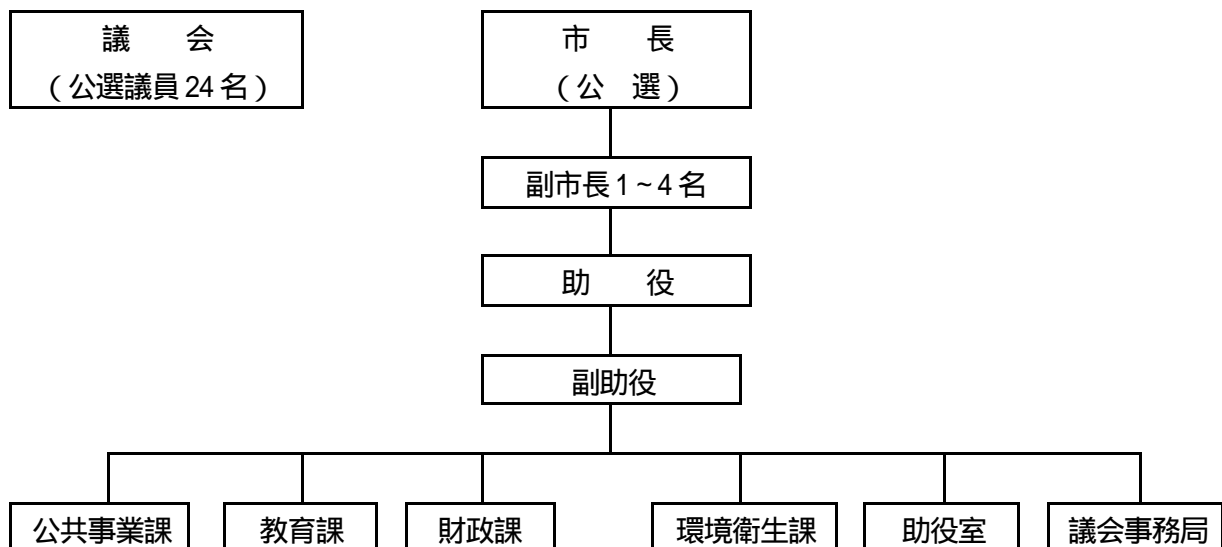 議　　会
（公選議員24名）
市　　長
（公　選）
副市長1~4名
助　　役
副助役
公共事業課
教育課
財政課
環境衛生課
助役室
議会事務局